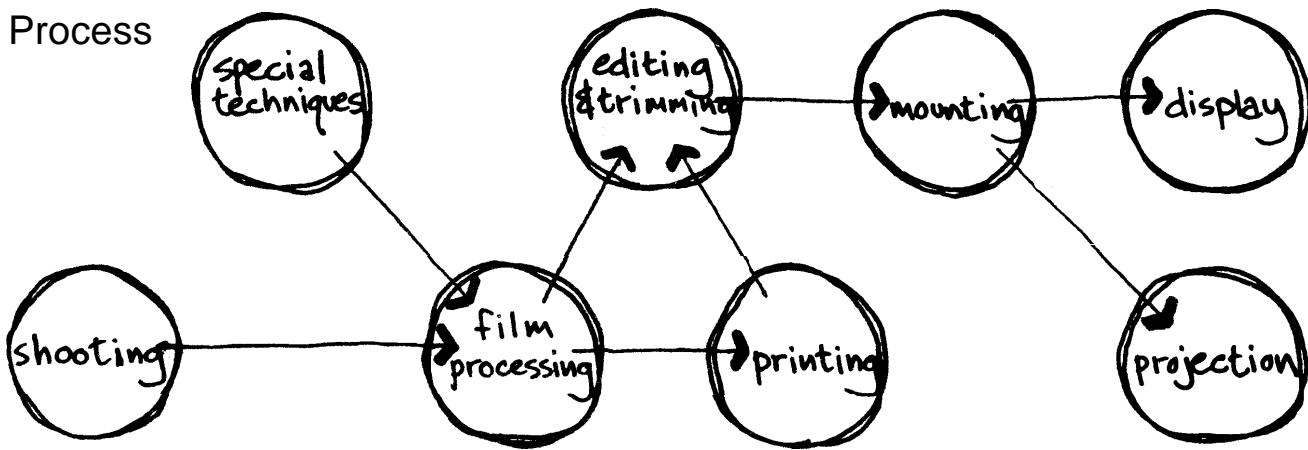 Process
special
techniques
editing
& trimming
mounting
display
shooting
film
processing
printing
projection